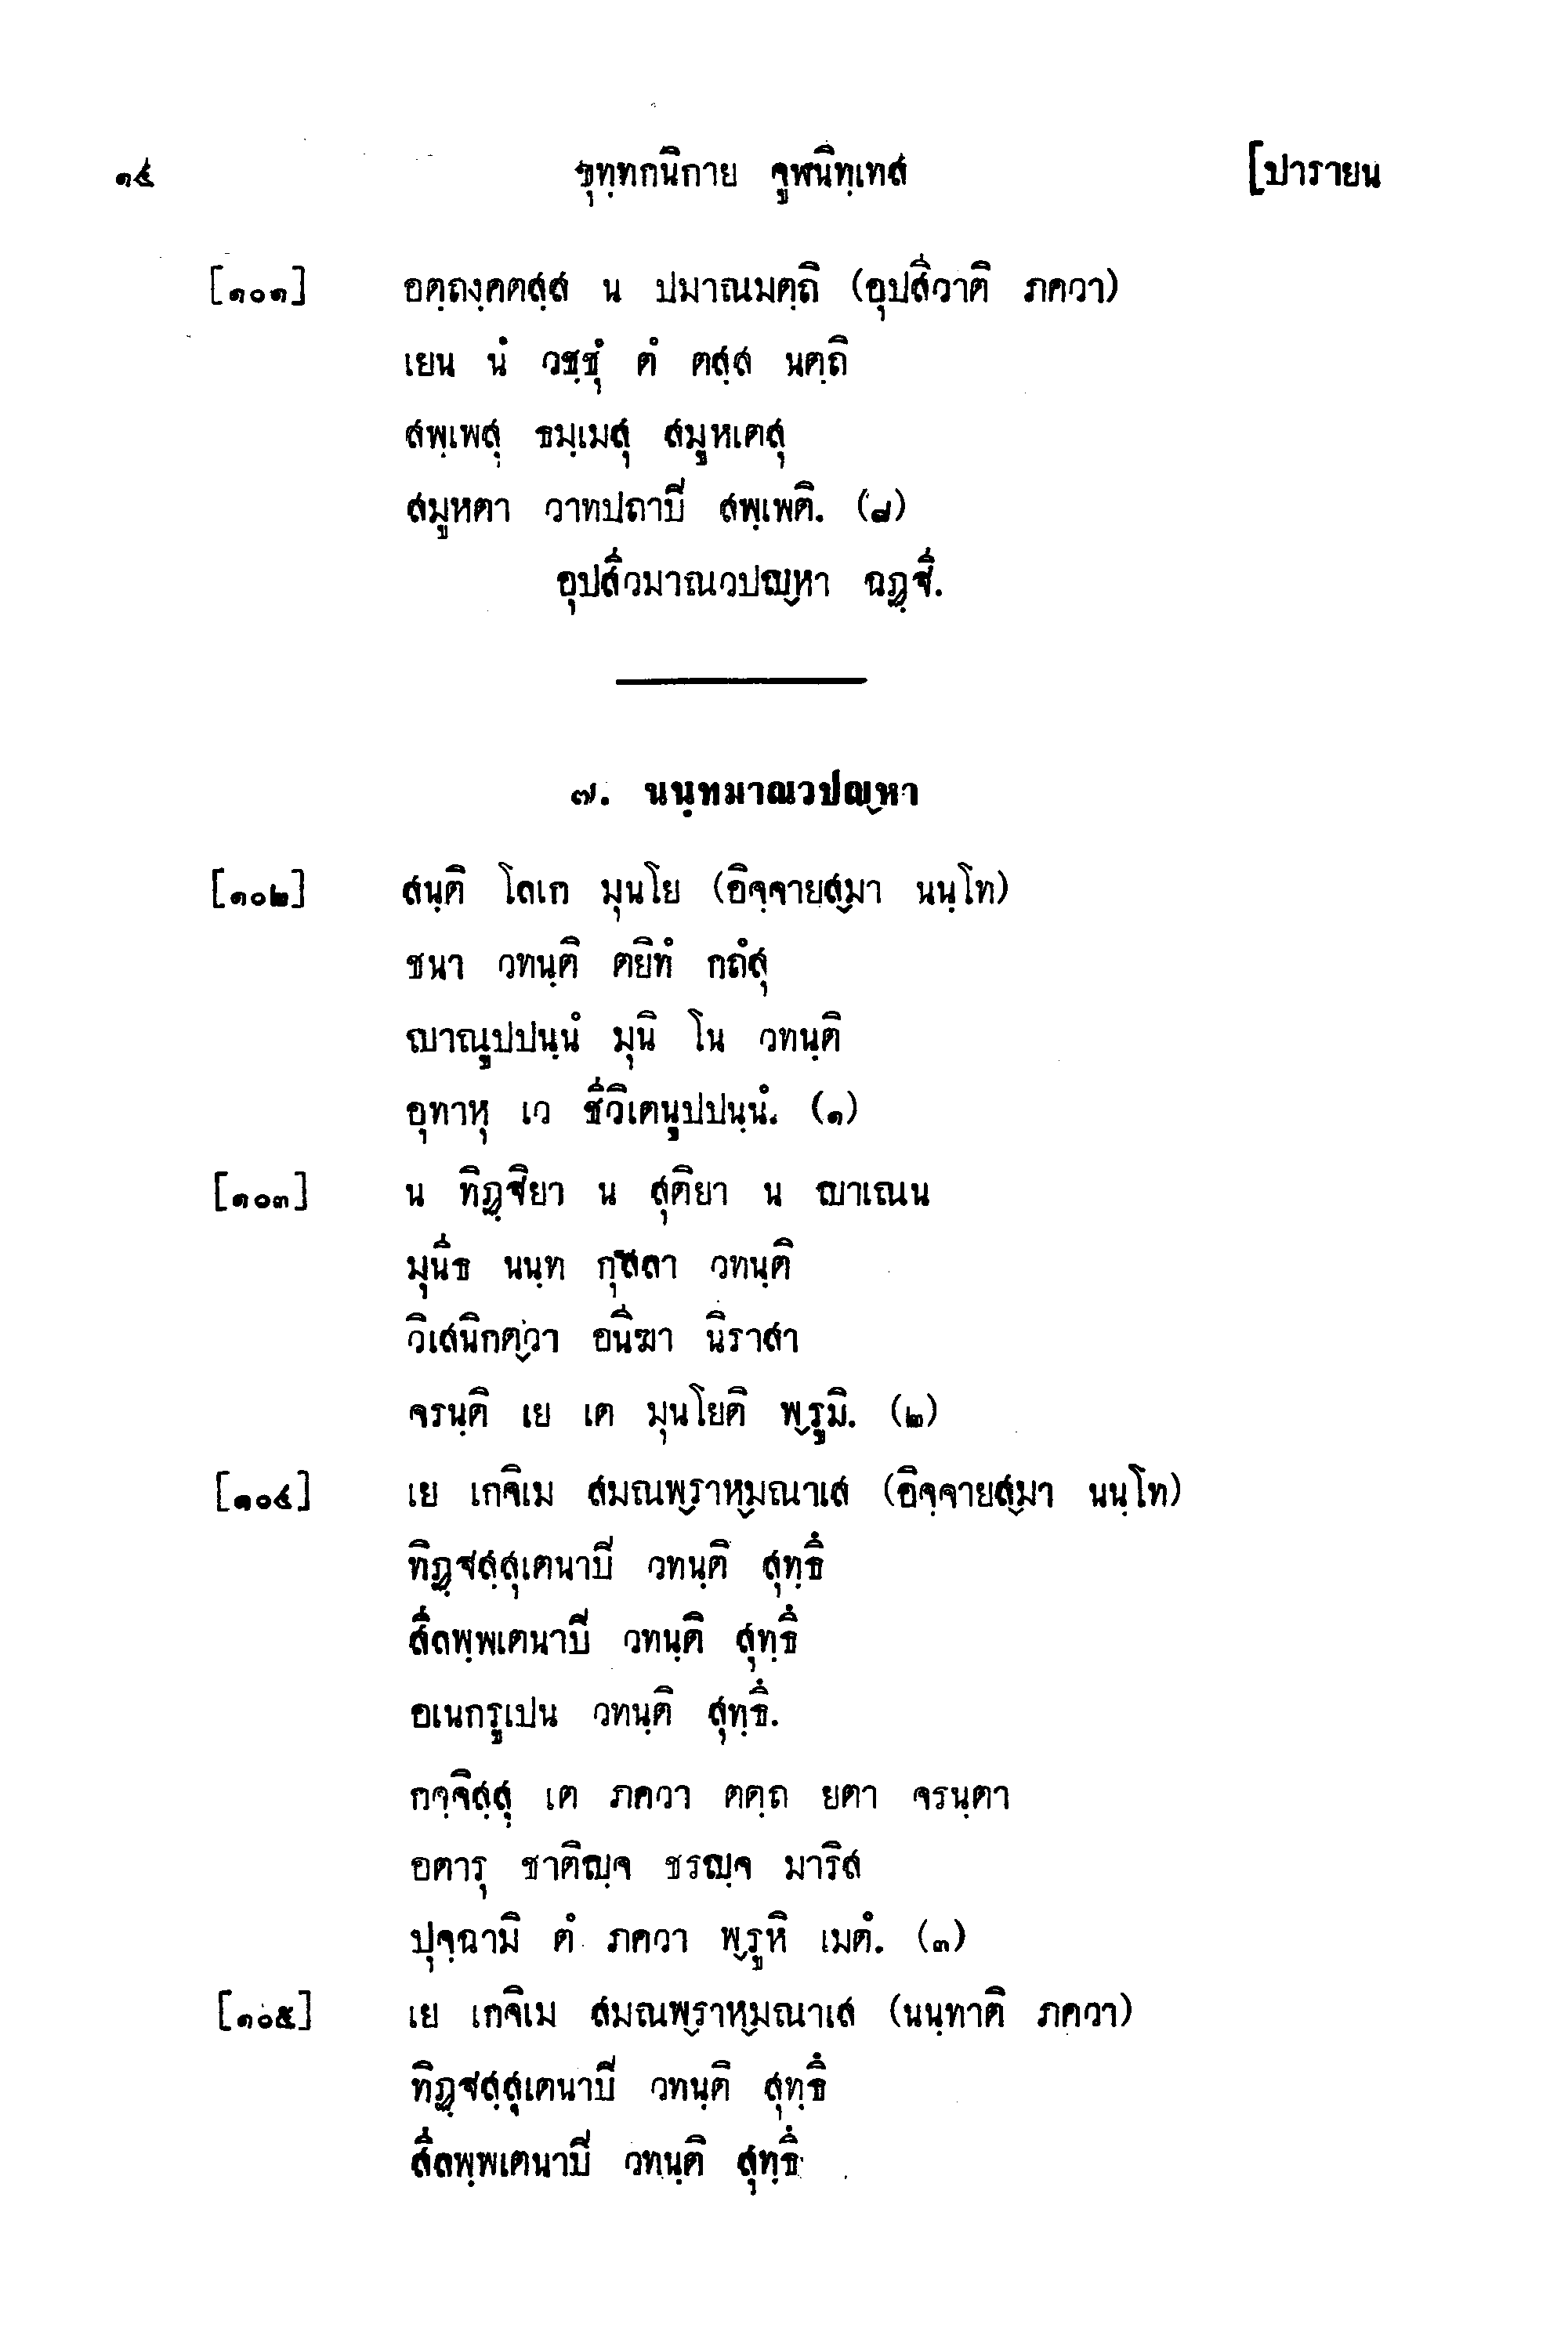 ๑๔ ขุทฺทกนิกาย จูฬนิทฺเทส [ปารายน
[๑๐๑] อตฺถงฺคตสฺส น ปมาณมตฺถิ (อุปสีวาติ ภควา)
เยน นํ วชฺชุํ ตํ ตสฺส นตฺถิ
สพฺเพสุ ธมฺเมสุ สมูหเตสุ
สมูหตา วาทปถาปิ สพฺเพติ. (๘)
อุปสีวมาณวปญฺหา ฉฏฺฐี.
๗. นนฺทมาณวปญฺหา
[๑๐๒] สนฺติ โลเก มุนโย (อิจฺจายสฺมา นนฺโท)
ชนา วทนฺติ ตยิทํ กถํสุ
ญาณูปปนฺนํ มุนิ โน วทนฺติ
อุทาหุ เว ชีวิเตนูปปนฺนํ. (๑)
[๑๐๓] น ทิฏฺฐิยา น สุติยา น ญาเณน
มุนีธ นนฺท กุสลา วทนฺติ
วิเสนิกตฺวา อนีฆา นิราสา
จรนฺติ เย เต มุนโยติ พฺรูมิ. (๒)
[๑๐๔] เย เกจิเม สมณพฺราหฺมณาเส (อิจฺจายสฺมา นนฺโท)
ทิฏฺฐสฺสุเตนาปิ วทนฺติ สุทฺธึ
สีลพฺพเตนาปิ วทนฺติ สุทฺธึ
อเนกรูเปน วทนฺติ สุทฺธึ.
กจฺจิสฺสุ เต ภควา ตตฺถ ยตา จรนฺตา
อตารุ ชาติญฺจ ชรญฺจ มาริส
ปุจฺฉามิ ตํ ภควา พฺรูหิ เมตํ. (๓)
[๑๐๕] เย เกจิเม สมณพฺราหฺมณาเส (นนฺทาติ ภควา)
ทิฏฺฐสฺสุเตนาปิ วทนฺติ สุทฺธึ
สีลพฺพเตนาปิ วทนฺติ สุทฺธึ